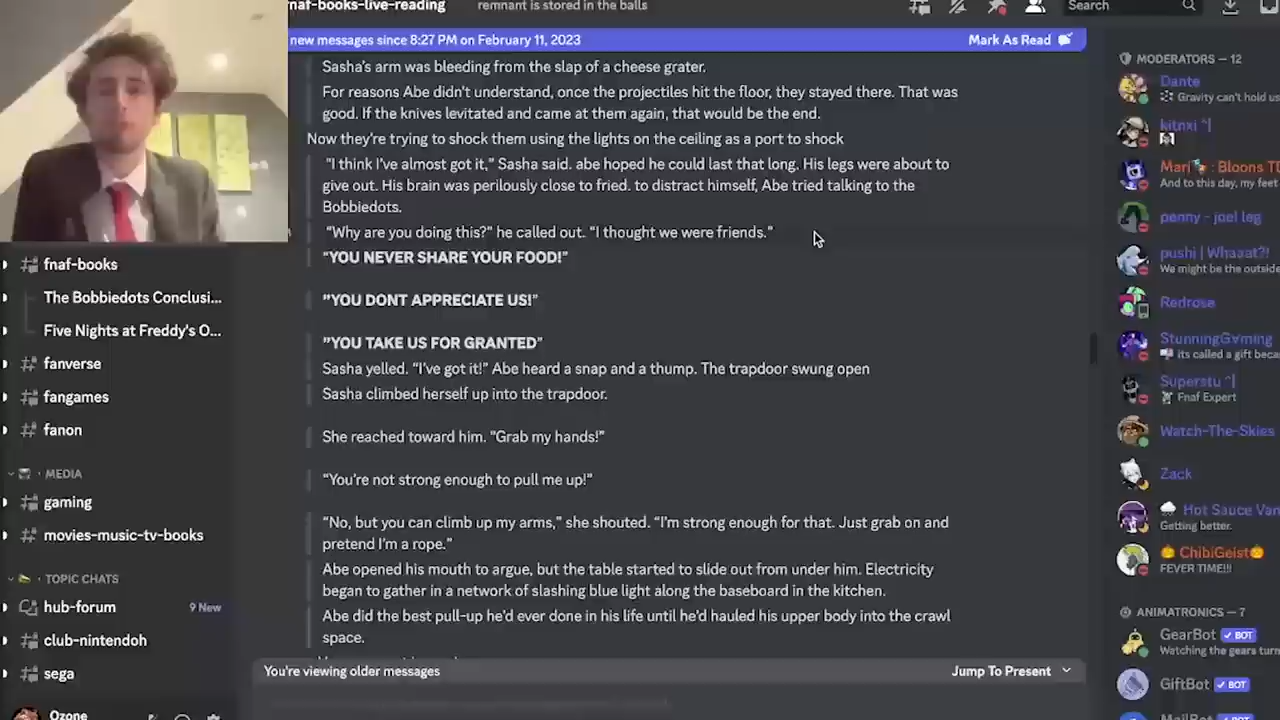 fnaf-books-live-reading
remnant is stored in the balls
Search
new messages since 8:27 PM on February 11, 2023
Mark As Read
Sasha's arm was bleeding from the slap of a cheese grater.
For reasons Abe didn't understand, once the projectiles hit the floor, they stayed there. That was
good. If the knives levitated and came at them again, that would be the end.
Now they're trying to shock them using the lights on the ceiling as a port to shock
"I think I've almost got it," Sasha said. abe hoped he could last that long. His legs were about to
give out. His brain was perilously close to fried. to distract himself, Abe tried talking to the
Bobbiedots.
"Why are you doing this?" he called out. "I thought we were friends."
"YOU NEVER SHARE YOUR FOOD!"
"YOU DONT APPRECIATE US!"
"YOU TAKE US FOR GRANTED"
Sasha yelled. "I've got it!" Abe heard a snap and a thump. The trapdoor swung open
Sasha climbed herself up into the trapdoor.
She reached toward him. "Grab my hands!"
"You're not strong enough to pull me up!"
"No, but you can climb up my arms," she shouted. "I'm strong enough for that. Just grab on and
pretend I'm a rope."
Abe opened his mouth to argue, but the table started to slide out from under him. Electricity
began to gather in a network of slashing blue light along the baseboard in the kitchen.
Abe did the best pull-up he'd ever done in his life until he'd hauled his upper body into the crawl
space.
You're viewing older messages
Jump To Present
fnaf-books
The Bobbiedots Conclusi...
Five Nights at Freddy's O...
fanverse
fangames
fanon
MEDIA
gaming
movies-music-tv-books
TOPIC CHATS
hub-forum
9 New
club-nintendoh
sega
Ozone
MODERATORS — 12
Dante
Gravity can't hold us
kitnxi ^|
Mari : Bloons TD
And to this day, my feet
penny - joel leg
pushi | Whaaat?!
We might be the outside
Redrose
StunningGvming
its called a gift becau
Superstu ^|
Fnaf Expert
Watch-The-Skies
Zack
Hot Sauce Van
Getting better.
ChibiGeist
FEVER TIME!!!
ANIMATRONICS — 7
GearBot BOT
Watching the gears turn
GiftBot BOT
MailBot BOT